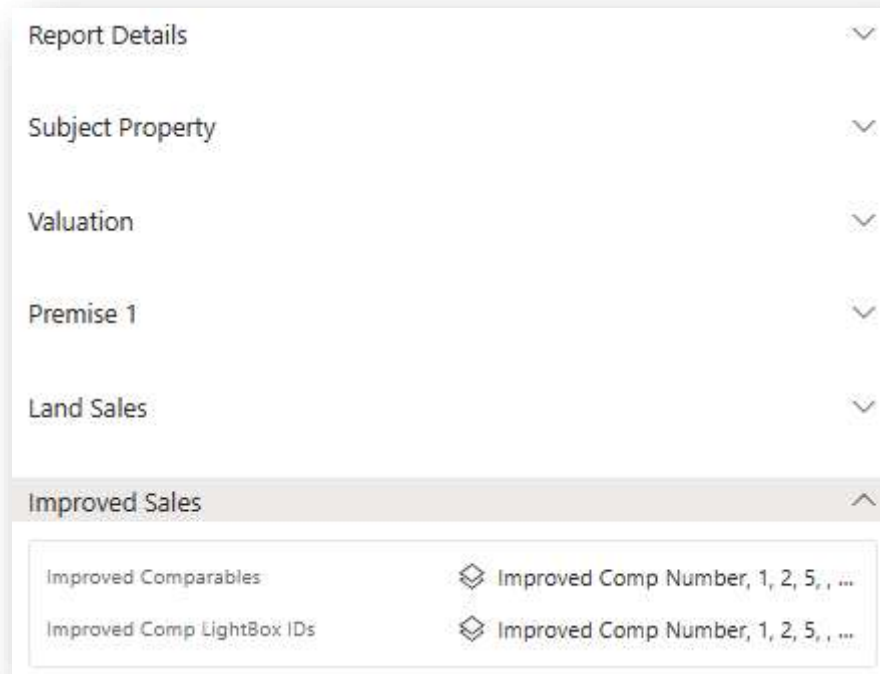 Report Details
Subject Property
Valuation
Premise 1
Land Sales
Improved Sales
Improved Comparables Improved Comp Number, 1, 2, 5, , ...
Improved Comp LightBox IDs Improved Comp Number, 1, 2, 5, , ...